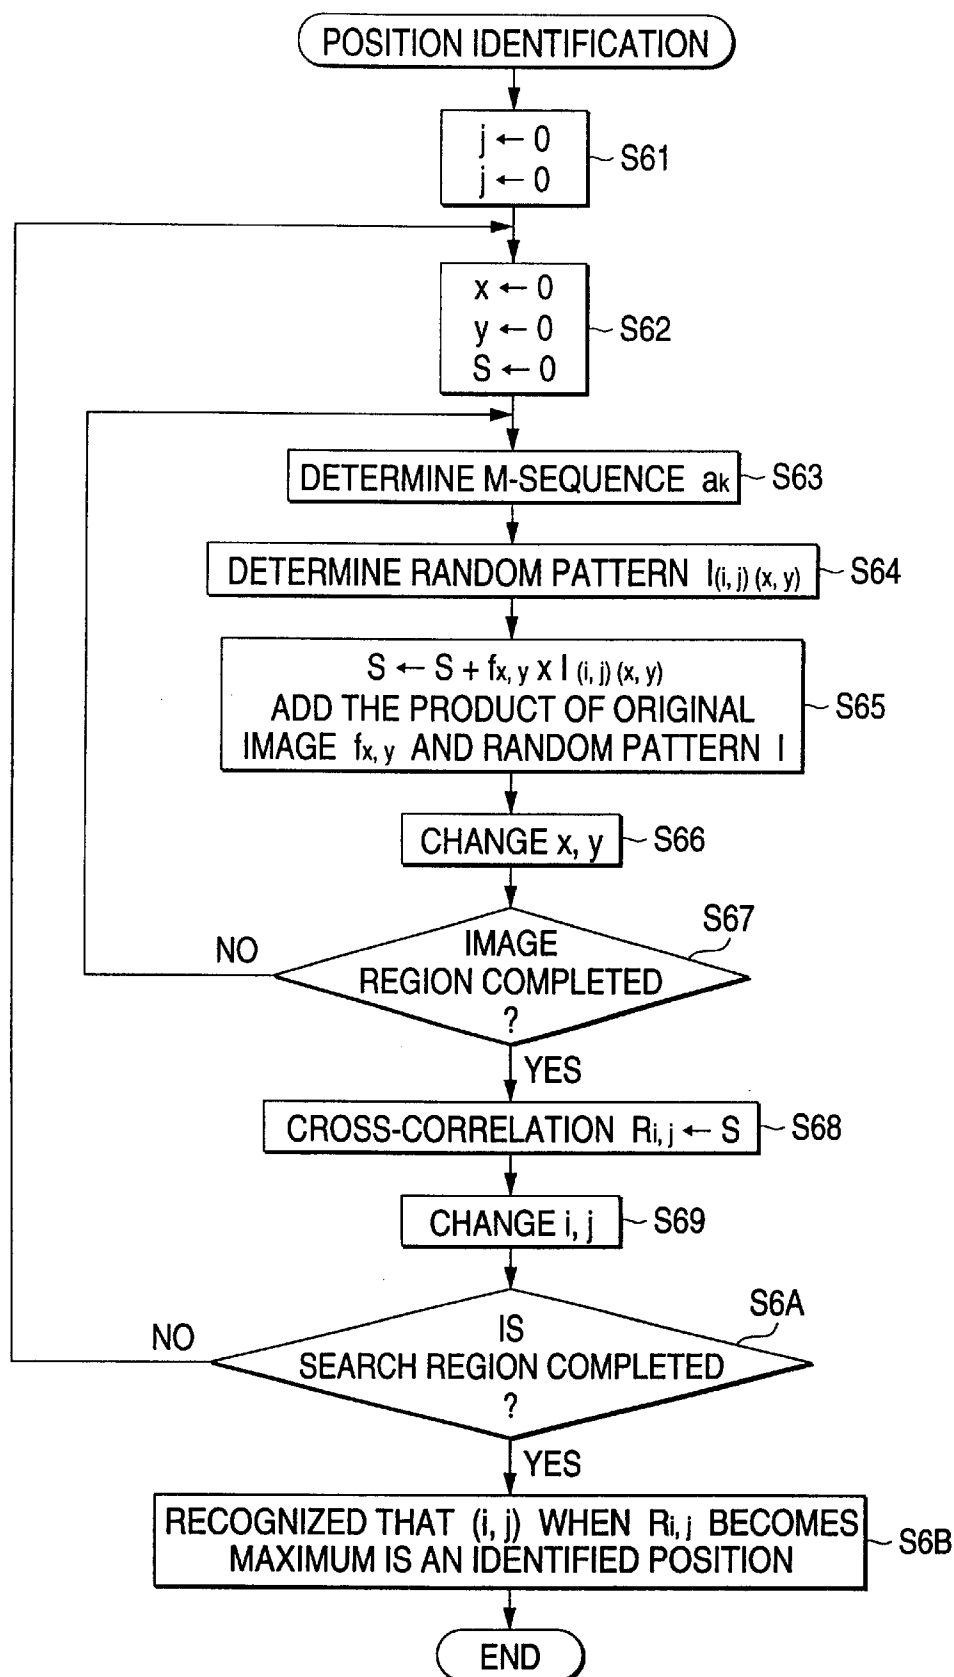 POSITION IDENTIFICATION
j ← 0
j ← 0
S61
x ← 0
y ← 0
S ← 0
S62
DETERMINE M-SEQUENCE ak
S63
DETERMINE RANDOM PATTERN I(i, j) (x, y)
S64
S ← S + fx, y x I (i, j) (x, y)
ADD THE PRODUCT OF ORIGINAL
IMAGE fx, y AND RANDOM PATTERN I
S65
CHANGE x, y
S66
IMAGE
REGION COMPLETED
?
S67
NO
YES
CROSS-CORRELATION Ri, j ← S
S68
CHANGE i, j
S69
IS
SEARCH REGION COMPLETED
?
S6A
NO
YES
RECOGNIZED THAT (i, j) WHEN Ri, j BECOMES
MAXIMUM IS AN IDENTIFIED POSITION
S6B
END